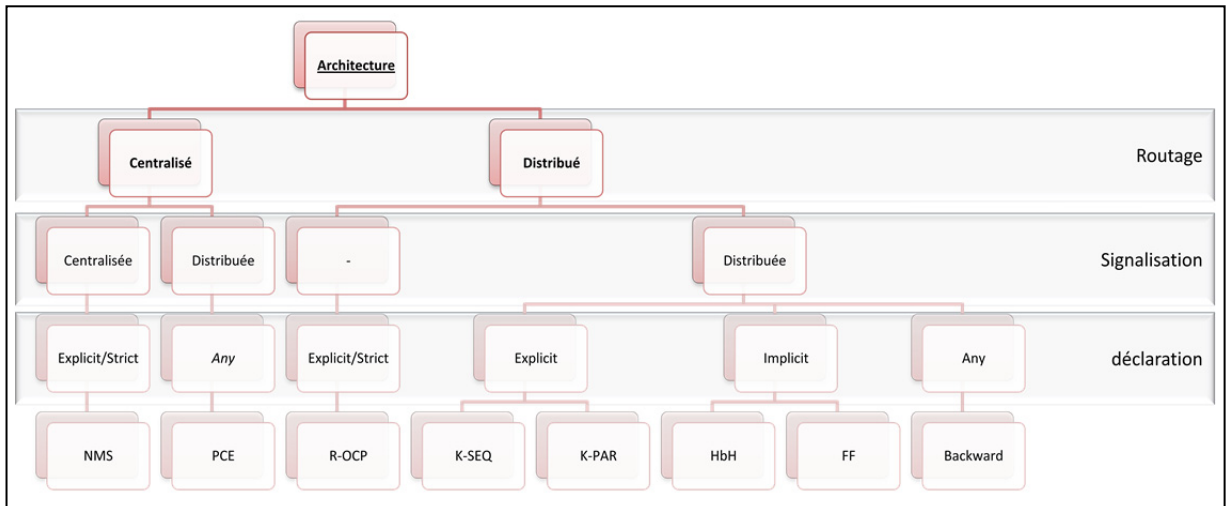 Architecture
Centralisé
Distribué
Routage
Centralisée
Distribuée
-
Distribuée
Signalisation
Explicit/Strict
Any
Explicit/Strict
Explicit
Implicit
Any
déclaration
NMS
PCE
R-OCP
K-SEQ
K-PAR
HbH
FF
Backward